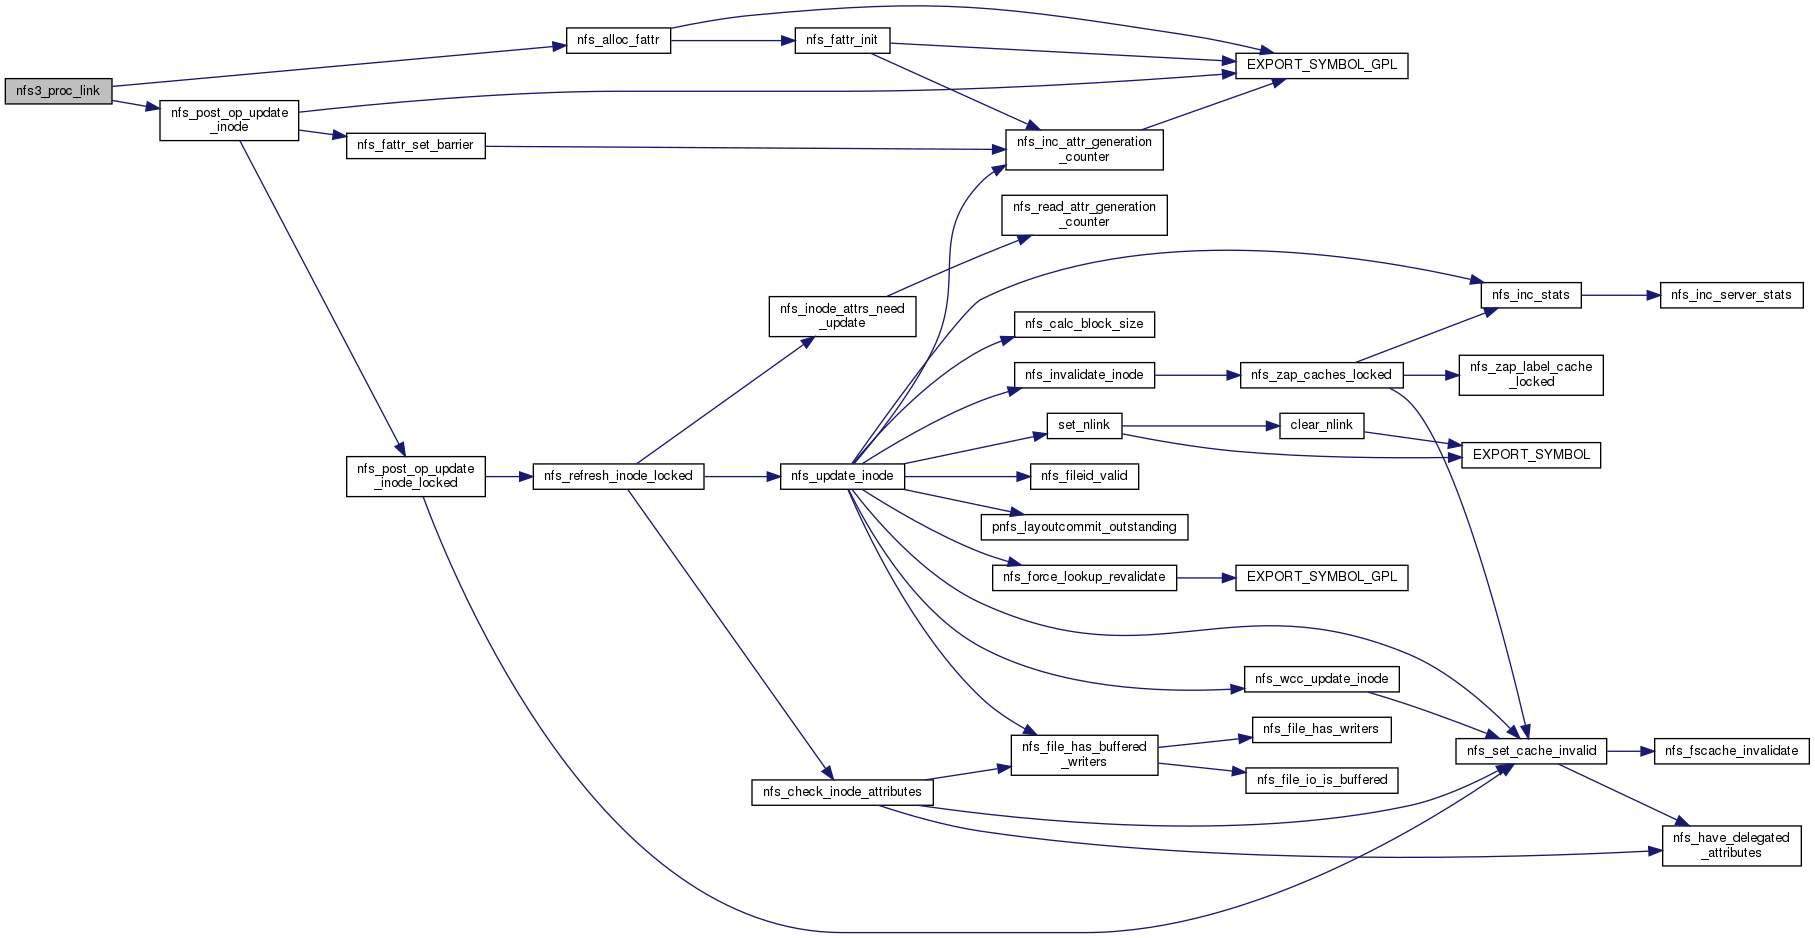 nfs3_proc_link
nfs_alloc_fattr
nfs_fattr_init
EXPORT_SYMBOL_GPL
nfs_post_op_update
_inode
nfs_fattr_set_barrier
nfs_inc_attr_generation
_counter
nfs_read_attr_generation
_counter
nfs_inode_attrs_need
_update
nfs_inc_stats
nfs_inc_server_stats
nfs_calc_block_size
nfs_invalidate_inode
nfs_zap_caches_locked
nfs_zap_label_cache
_locked
set_nlink
clear_nlink
EXPORT_SYMBOL
nfs_post_op_update
_inode_locked
nfs_refresh_inode_locked
nfs_update_inode
nfs_fileid_valid
pnfs_layoutcommit_outstanding
nfs_force_lookup_revalidate
EXPORT_SYMBOL_GPL
nfs_wcc_update_inode
nfs_file_has_writers
nfs_file_has_buffered
_writers
nfs_set_cache_invalid
nfs_fscache_invalidate
nfs_file_io_is_buffered
nfs_check_inode_attributes
nfs_have_delegated
_attributes